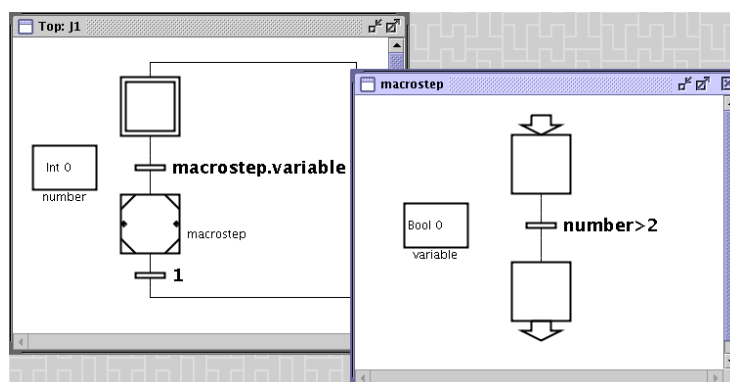 Top: J1
macrostep.variable
Int 0
number
macrostep
1
macrostep
Bool 0
number>2
variable